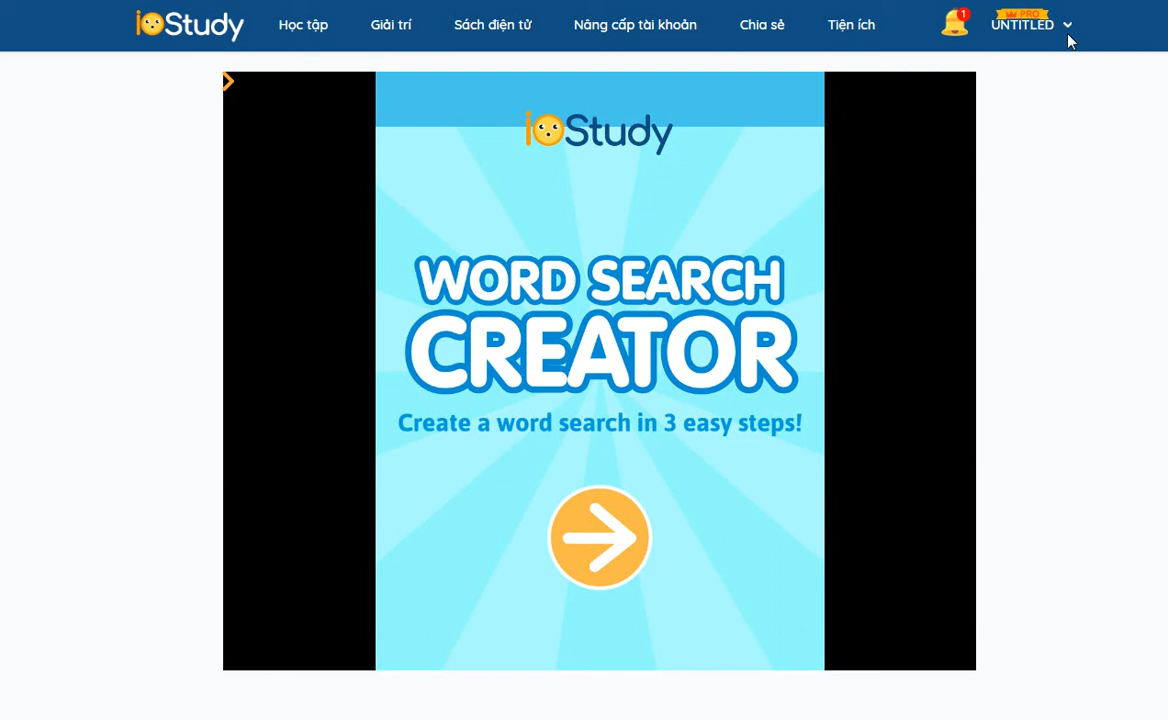 ioStudy
Học tập
Giải trí
Sách điện tử
Nâng cấp tài khoản
Chia sẻ
Tiện ích
1
PRO
UNTITLED
ioStudy
WORD SEARCH
CREATOR
Create a word search in 3 easy steps!